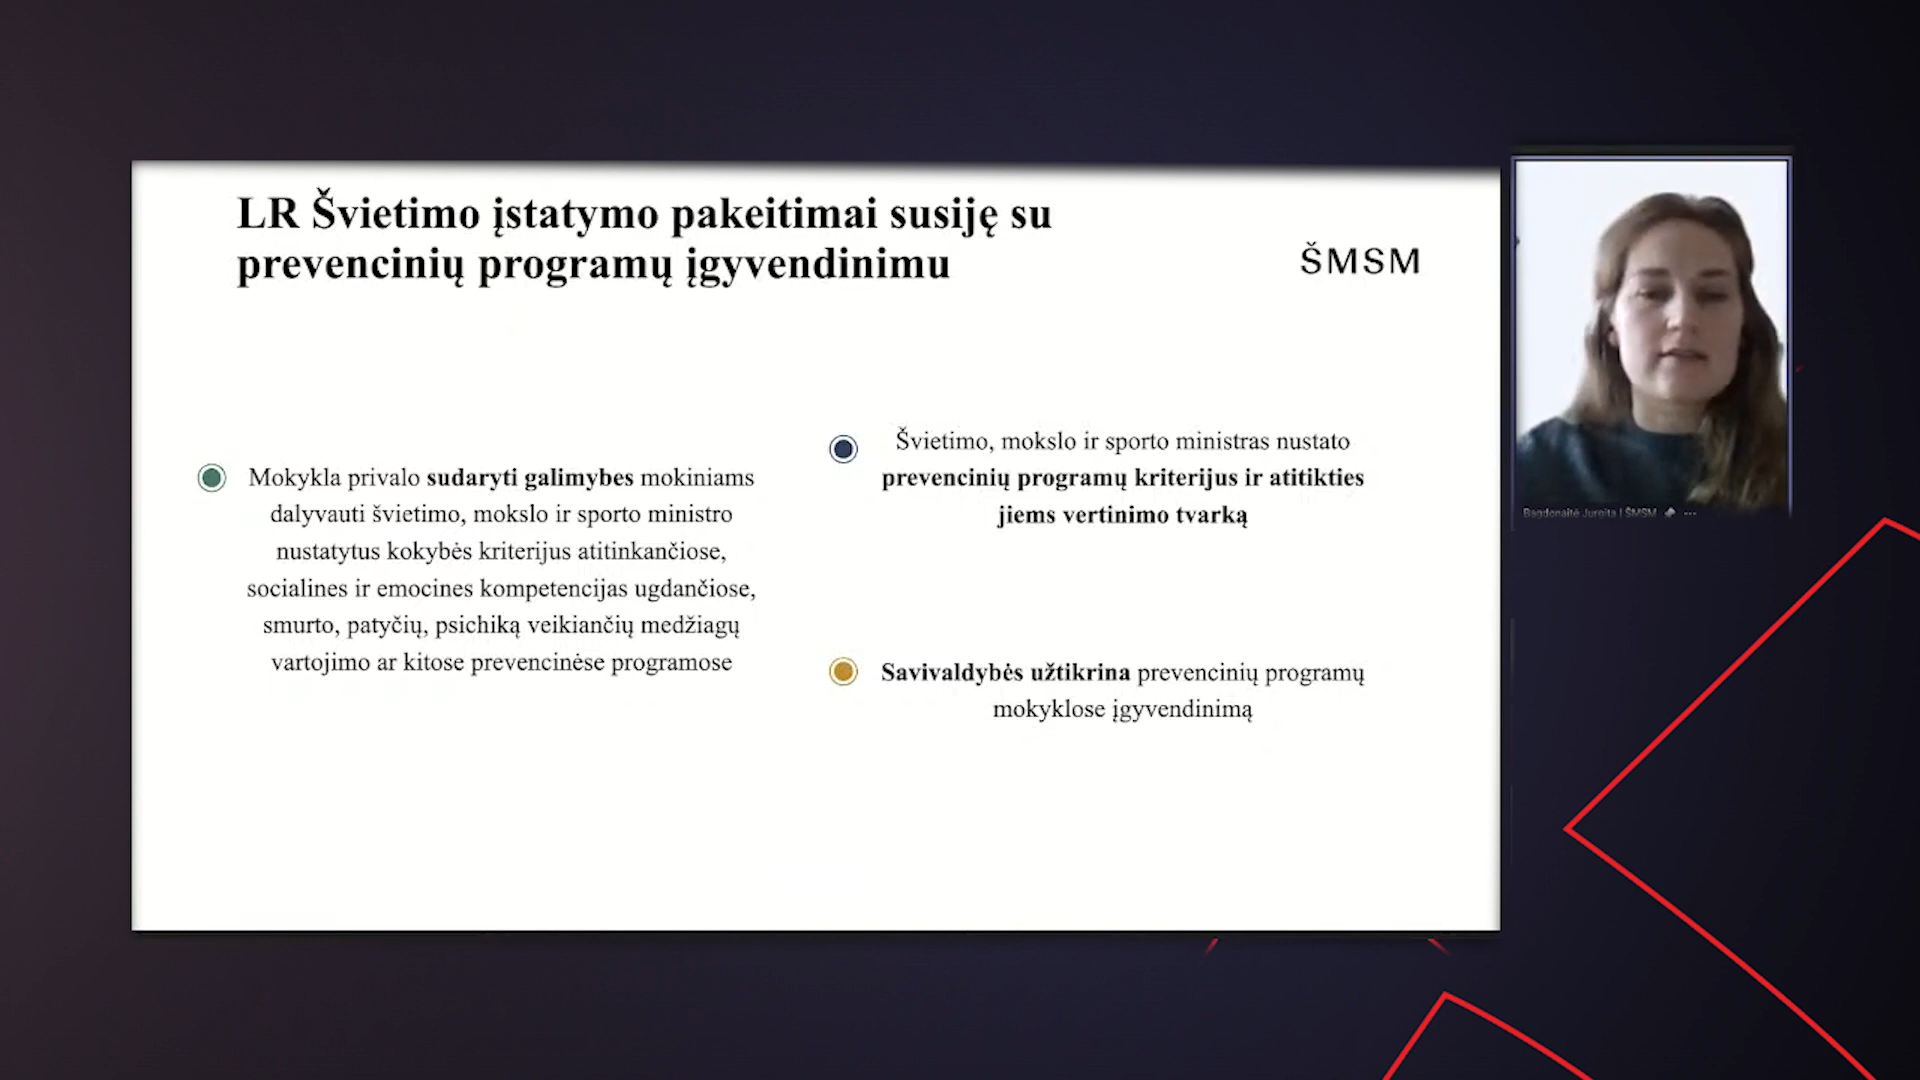 LR Švietimo įstatymo pakeitimai susiję su
prevencinių programų įgyvendinimu
ŠMSM
Mokykla privalo sudaryti galimybes mokiniams
dalyvauti švietimo, mokslo ir sporto ministro
nustatytus kokybės kriterijus atitinkančiose,
socialines ir emocines kompetencijas ugdančiose,
smurto, patyčių, psichiką veikiančių medžiagų
vartojimo ar kitose prevencinėse programose
Švietimo, mokslo ir sporto ministras nustato
prevencinių programų kriterijus ir atitikties
jiems vertinimo tvarką
Savivaldybės užtikrina prevencinių programų
mokyklose įgyvendinimą
Bagdonaitė Jurgita | ŠMSM